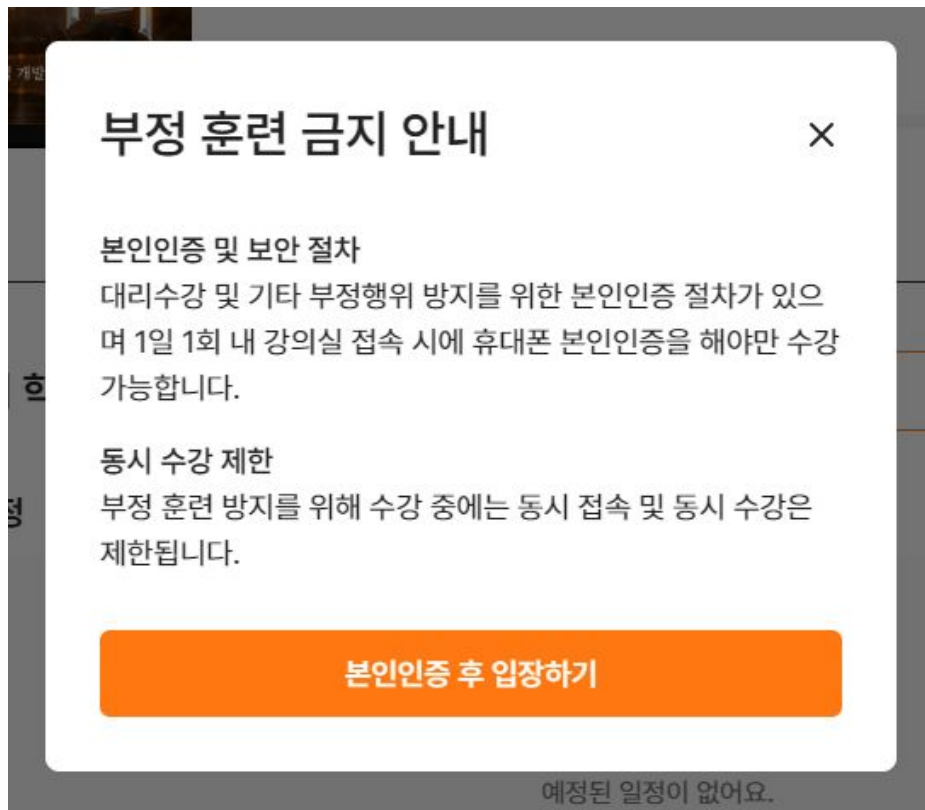 개발
부정 훈련 금지 안내
본인인증 및 보안 절차
대리수강 및 기타 부정행위 방지를 위한 본인인증 절차가 있으
며 1일 1회 내 강의실 접속 시에 휴대폰 본인인증을 해야만 수강
가능합니다.
동시 수강 제한
부정 훈련 방지를 위해 수강 중에는 동시 접속 및 동시 수강은
제한됩니다.
본인인증 후 입장하기
예정된 일정이 없어요.